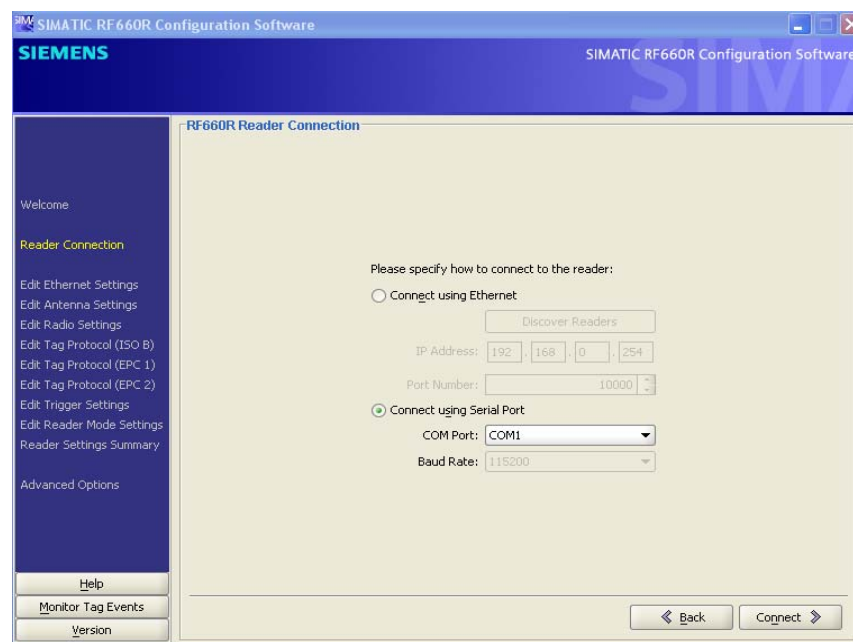 SIMATIC RF660R Configuration Software
SIEMENS
SIMATIC RF660R Configuration Software
RF660R Reader Connection
Welcome
Reader Connection
Edit Ethernet Settings
Edit Antenna Settings
Edit Radio Settings
Edit Tag Protocol (ISO B)
Edit Tag Protocol (EPC 1)
Edit Tag Protocol (EPC 2)
Edit Trigger Settings
Edit Reader Mode Settings
Reader Settings Summary
Advanced Options
Help
Monitor Tag Events
Version
Please specify how to connect to the reader:
Connect using Ethernet
Discover Readers
IP Address: 192 . 168 . 0 . 254
Port Number: 10000
Connect using Serial Port
COM Port: COM1
Baud Rate: 115200
Back
Connect